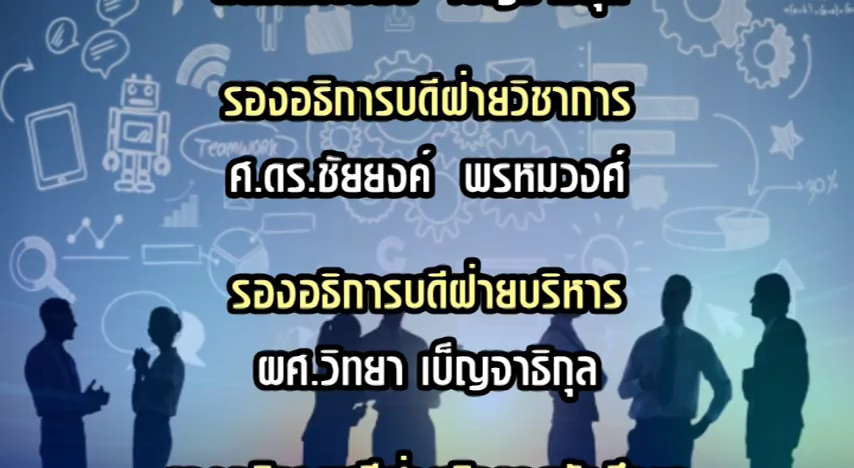 รองอธิการบดีฝ่ายวิชาการ
ศ.ดร.ชัยยงค์ พรหมวงศ์
Teamwork
30%
รองอธิการบดีฝ่ายบริหาร
ผศ.วิทยา เบ็ญจาธิกุล